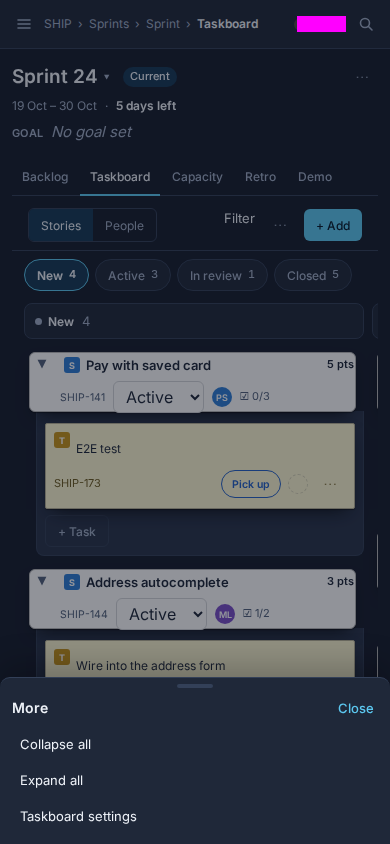 SHIP › Sprints › Sprint › Taskboard
Sprint 24 ▾ Current ...
19 Oct – 30 Oct · 5 days left
GOAL No goal set
Backlog Taskboard Capacity Retro Demo
Stories People Filter ... + Add
New 4 Active 3 In review 1 Closed 5
New 4
▼ S Pay with saved card 5 pts
SHIP-141 Active PS ☑ 0/3
T E2E test
SHIP-173 Pick up ...
+ Task
▼ S Address autocomplete 3 pts
SHIP-144 Active ML ☑ 1/2
T Wire into the address form
More Close
Collapse all
Expand all
Taskboard settings